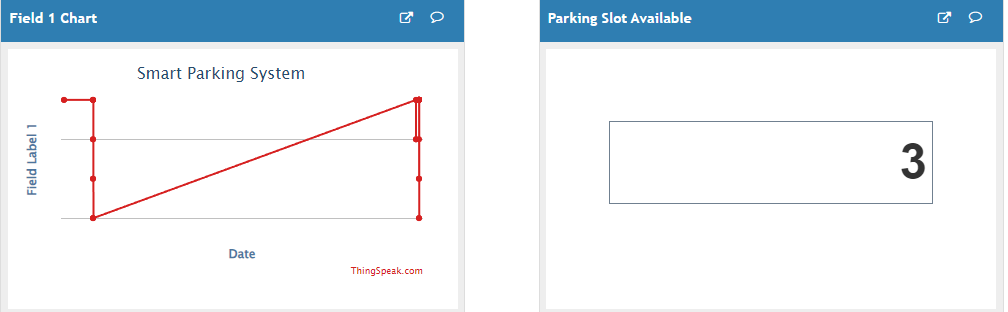 Field 1 Chart
Smart Parking System
Field Label 1
Date
ThingSpeak.com
Parking Slot Available
3